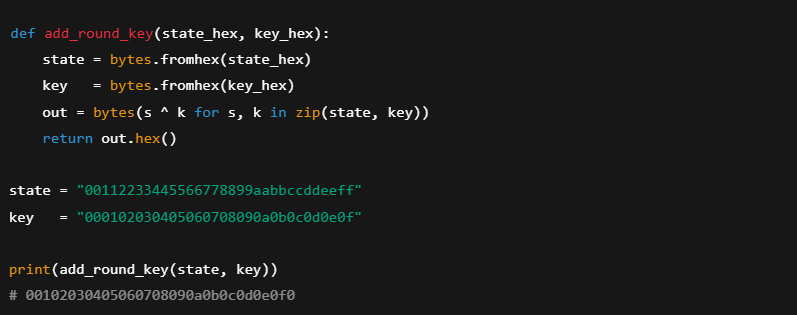 def add_round_key(state_hex, key_hex):
    state = bytes.fromhex(state_hex)
    key   = bytes.fromhex(key_hex)
    out = bytes(s ^ k for s, k in zip(state, key))
    return out.hex()

state = "00112233445566778899aabbccddeeff"
key   = "000102030405060708090a0b0c0d0e0f"

print(add_round_key(state, key))
# 00102030405060708090a0b0c0d0e0f0